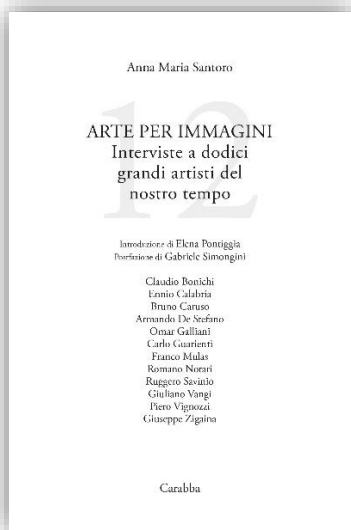 Anna Maria Santoro
12
ARTE PER IMMAGINI
Interviste a dodici
grandi artisti del
nostro tempo
Introduzione di Elena Pontiggia
Postfazione di Gabriele Simongini
Claudio Bonichi
Ennio Calabria
Bruno Caruso
Armando De Stefano
Omar Galliani
Carlo Guarienti
Franco Mulas
Romano Notari
Ruggero Savinio
Giuliano Vangi
Piero Vignozzi
Giuseppe Zigaina
Carabba